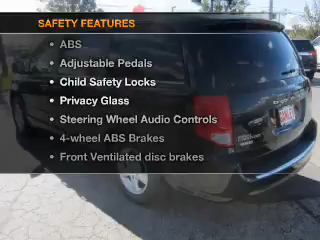 SAFETY FEATURES
• ABS
• Adjustable Pedals
• Child Safety Locks
• Privacy Glass
• Steering Wheel Audio Controls
• 4-wheel ABS Brakes
• Front Ventilated disc brakes